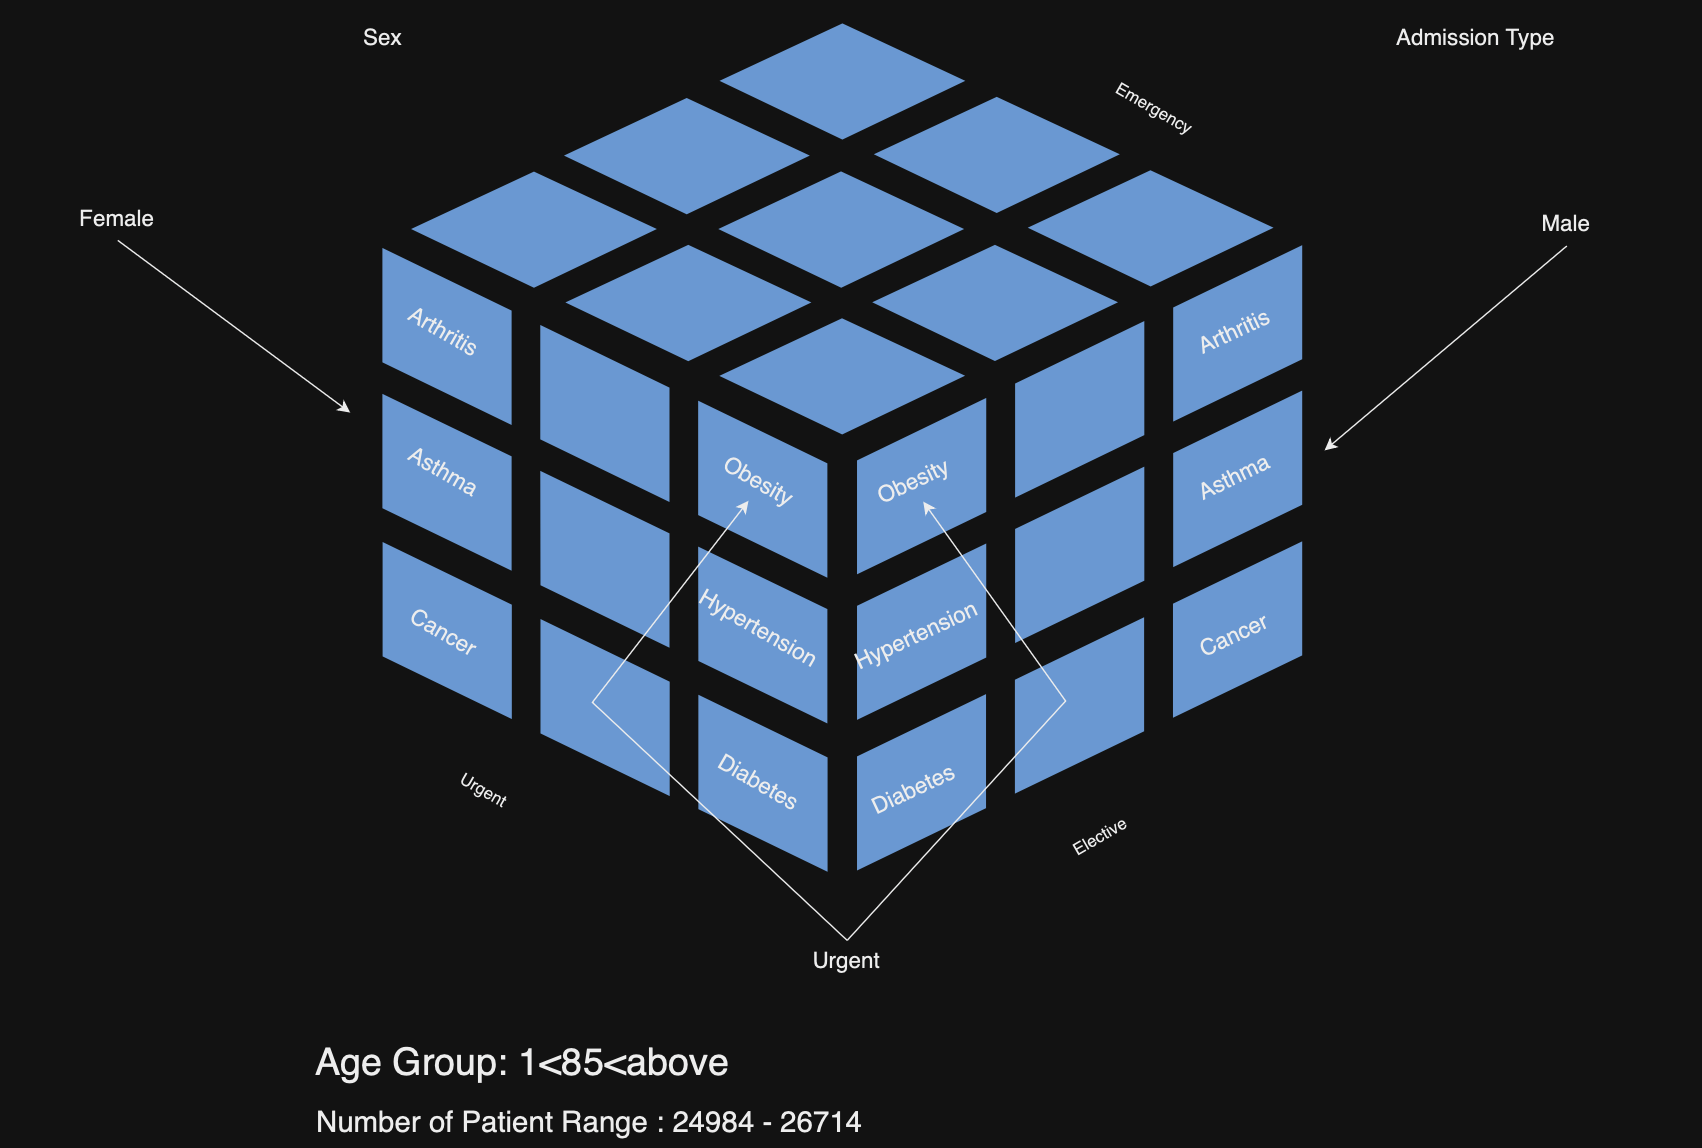 Sex
Admission Type
Emergency
Female
Male
Arthritis
Arthritis
Asthma
Obesity
Obesity
Asthma
Cancer
Hypertension
Hypertension
Cancer
Diabetes
Diabetes
Urgent
Elective
Urgent
Age Group: 1<85<above
Number of Patient Range : 24984 - 26714